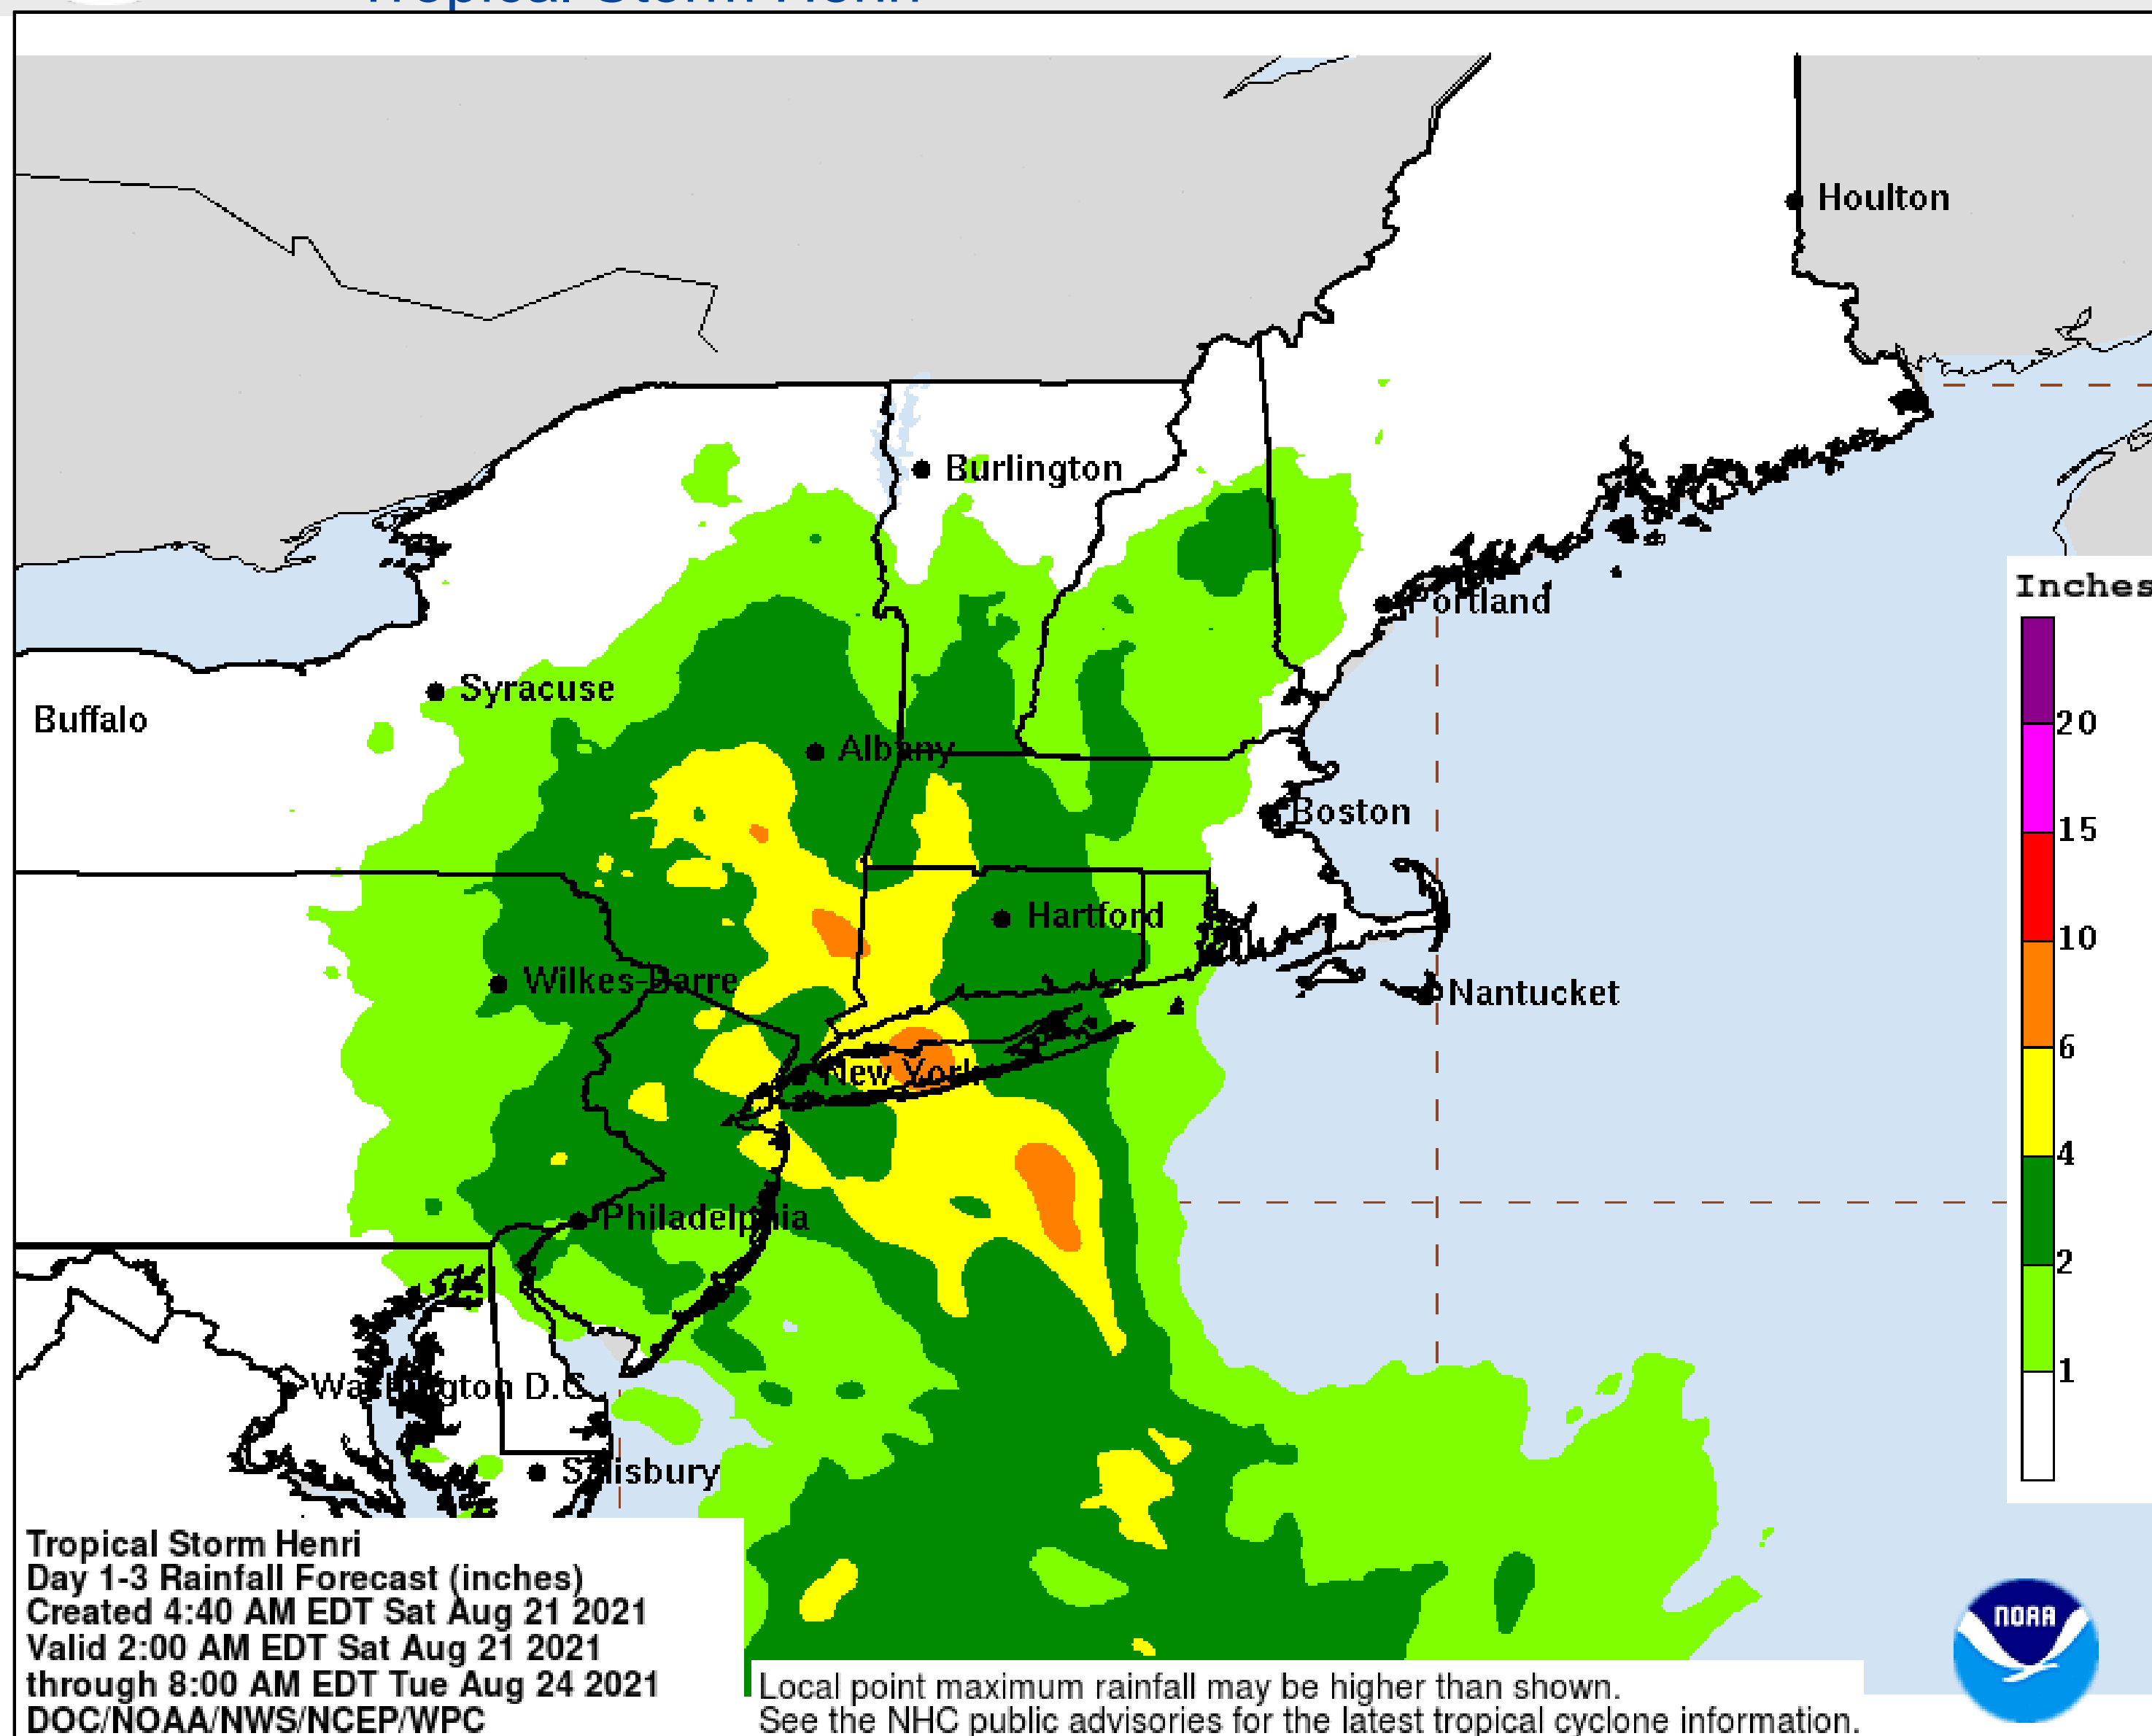 Tropical Storm Henri
Houlton
Burlington
Inches
Portland
Syracuse
Buffalo
Albany
20
Boston
15
Hartford
10
Wilkes-Barre
Nantucket
6
New York
4
Philadelphia
2
1
Washington D.C.
Salisbury
Tropical Storm Henri
Day 1-3 Rainfall Forecast (inches)
Created 4:40 AM EDT Sat Aug 21 2021
Valid 2:00 AM EDT Sat Aug 21 2021
through 8:00 AM EDT Tue Aug 24 2021
DOC/NOAA/NWS/NCEP/WPC
NOAA
Local point maximum rainfall may be higher than shown.
See the NHC public advisories for the latest tropical cyclone information.